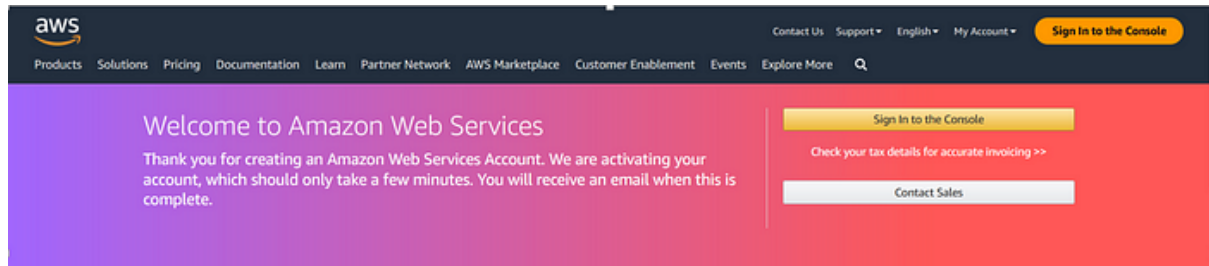 aws
Contact Us Support English My Account Sign In to the Console
Products Solutions Pricing Documentation Learn Partner Network AWS Marketplace Customer Enablement Events Explore More
Welcome to Amazon Web Services
Thank you for creating an Amazon Web Services Account. We are activating your
account, which should only take a few minutes. You will receive an email when this is
complete.
Sign In to the Console
Check your tax details for accurate invoicing >>
Contact Sales